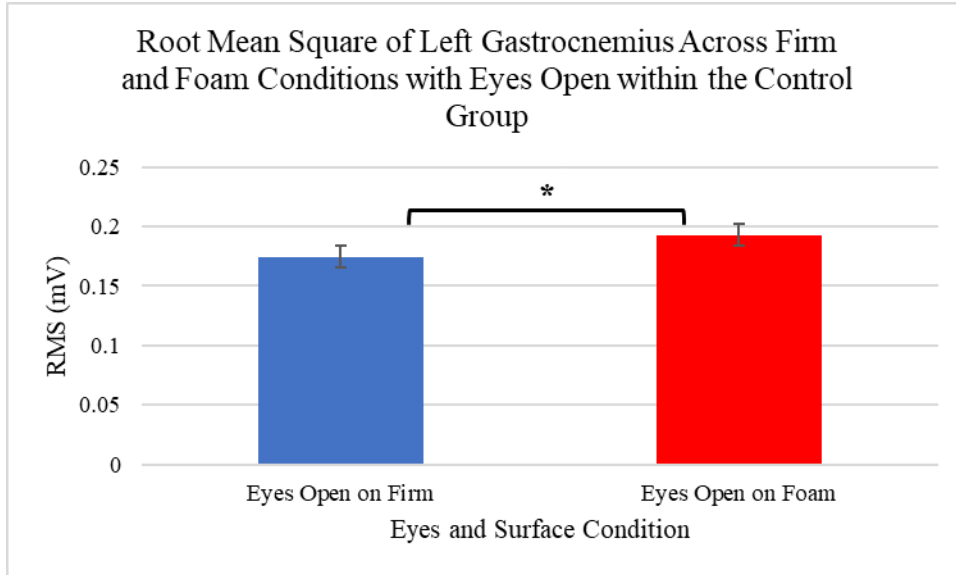 Root Mean Square of Left Gastrocnemius Across Firm
and Foam Conditions with Eyes Open within the Control
Group
0.25
*
0.2
0.15
0.1
0.05
0
RMS (mV)
Eyes Open on Firm
Eyes Open on Foam
Eyes and Surface Condition